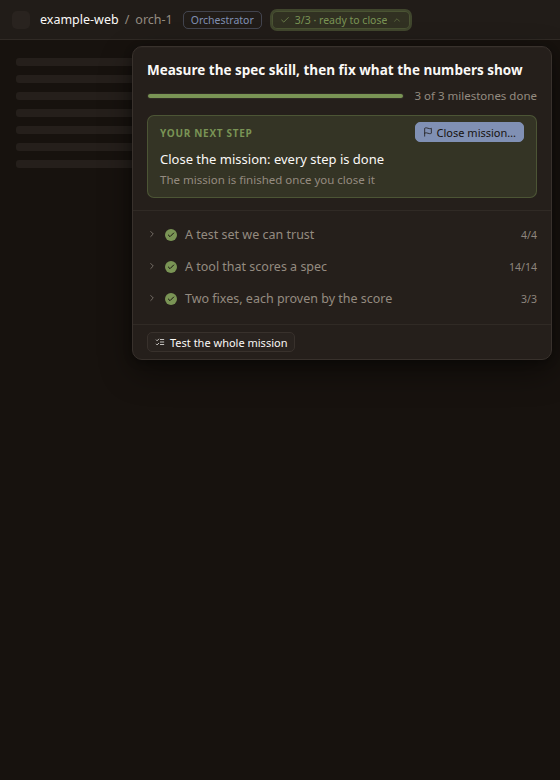 example-web / orch-1 Orchestrator 3/3 · ready to close
Measure the spec skill, then fix what the numbers show
3 of 3 milestones done
YOUR NEXT STEP Close mission…
Close the mission: every step is done
The mission is finished once you close it
A test set we can trust 4/4
A tool that scores a spec 14/14
Two fixes, each proven by the score 3/3
Test the whole mission